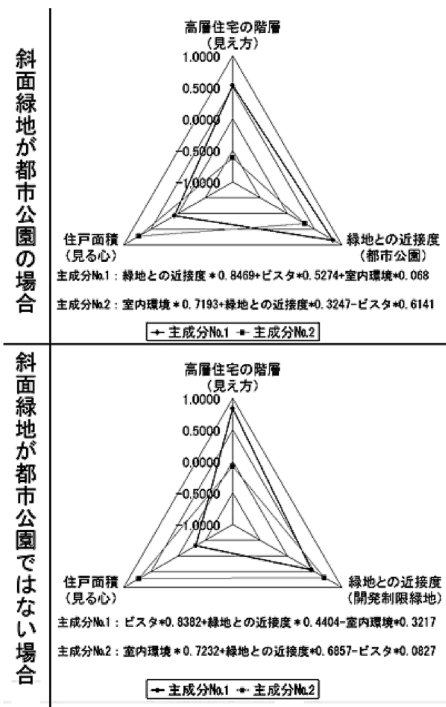 斜面緑地が都市公園の場合
高層住宅の階層
(見え方)
1.0000
0.5000
0.0000
-0.5000
-1.0000
住戸面積
(見る心)
緑地との近接度
(都市公園)
主成分№1：緑地との近接度*0.8469+ビスタ*0.5274+室内環境*0.068
主成分№2：室内環境*0.7193+緑地との近接度*0.3247-ビスタ*0.6141
主成分№1 主成分№2
斜面緑地が都市公園ではない場合
高層住宅の階層
(見え方)
1.0000
0.5000
0.0000
-0.5000
-1.0000
住戸面積
(見る心)
緑地との近接度
(開発制限緑地)
主成分№1：ビスタ*0.8382+緑地との近接度*0.4404-室内環境*0.3217
主成分№2：室内環境*0.7232+緑地との近接度*0.6857-ビスタ*0.0827
主成分№1 主成分№2